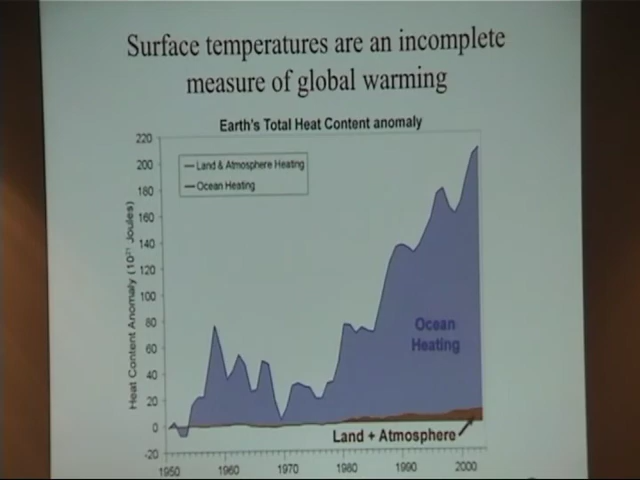 Surface temperatures are an incomplete
measure of global warming
Earth's Total Heat Content anomaly
220
200
180
160
140
120
100
80
60
40
20
0
-20
Heat Content Anomaly (10²¹ Joules)
Land & Atmosphere Heating
Ocean Heating
Ocean
Heating
Land + Atmosphere
1950
1960
1970
1980
1990
2000